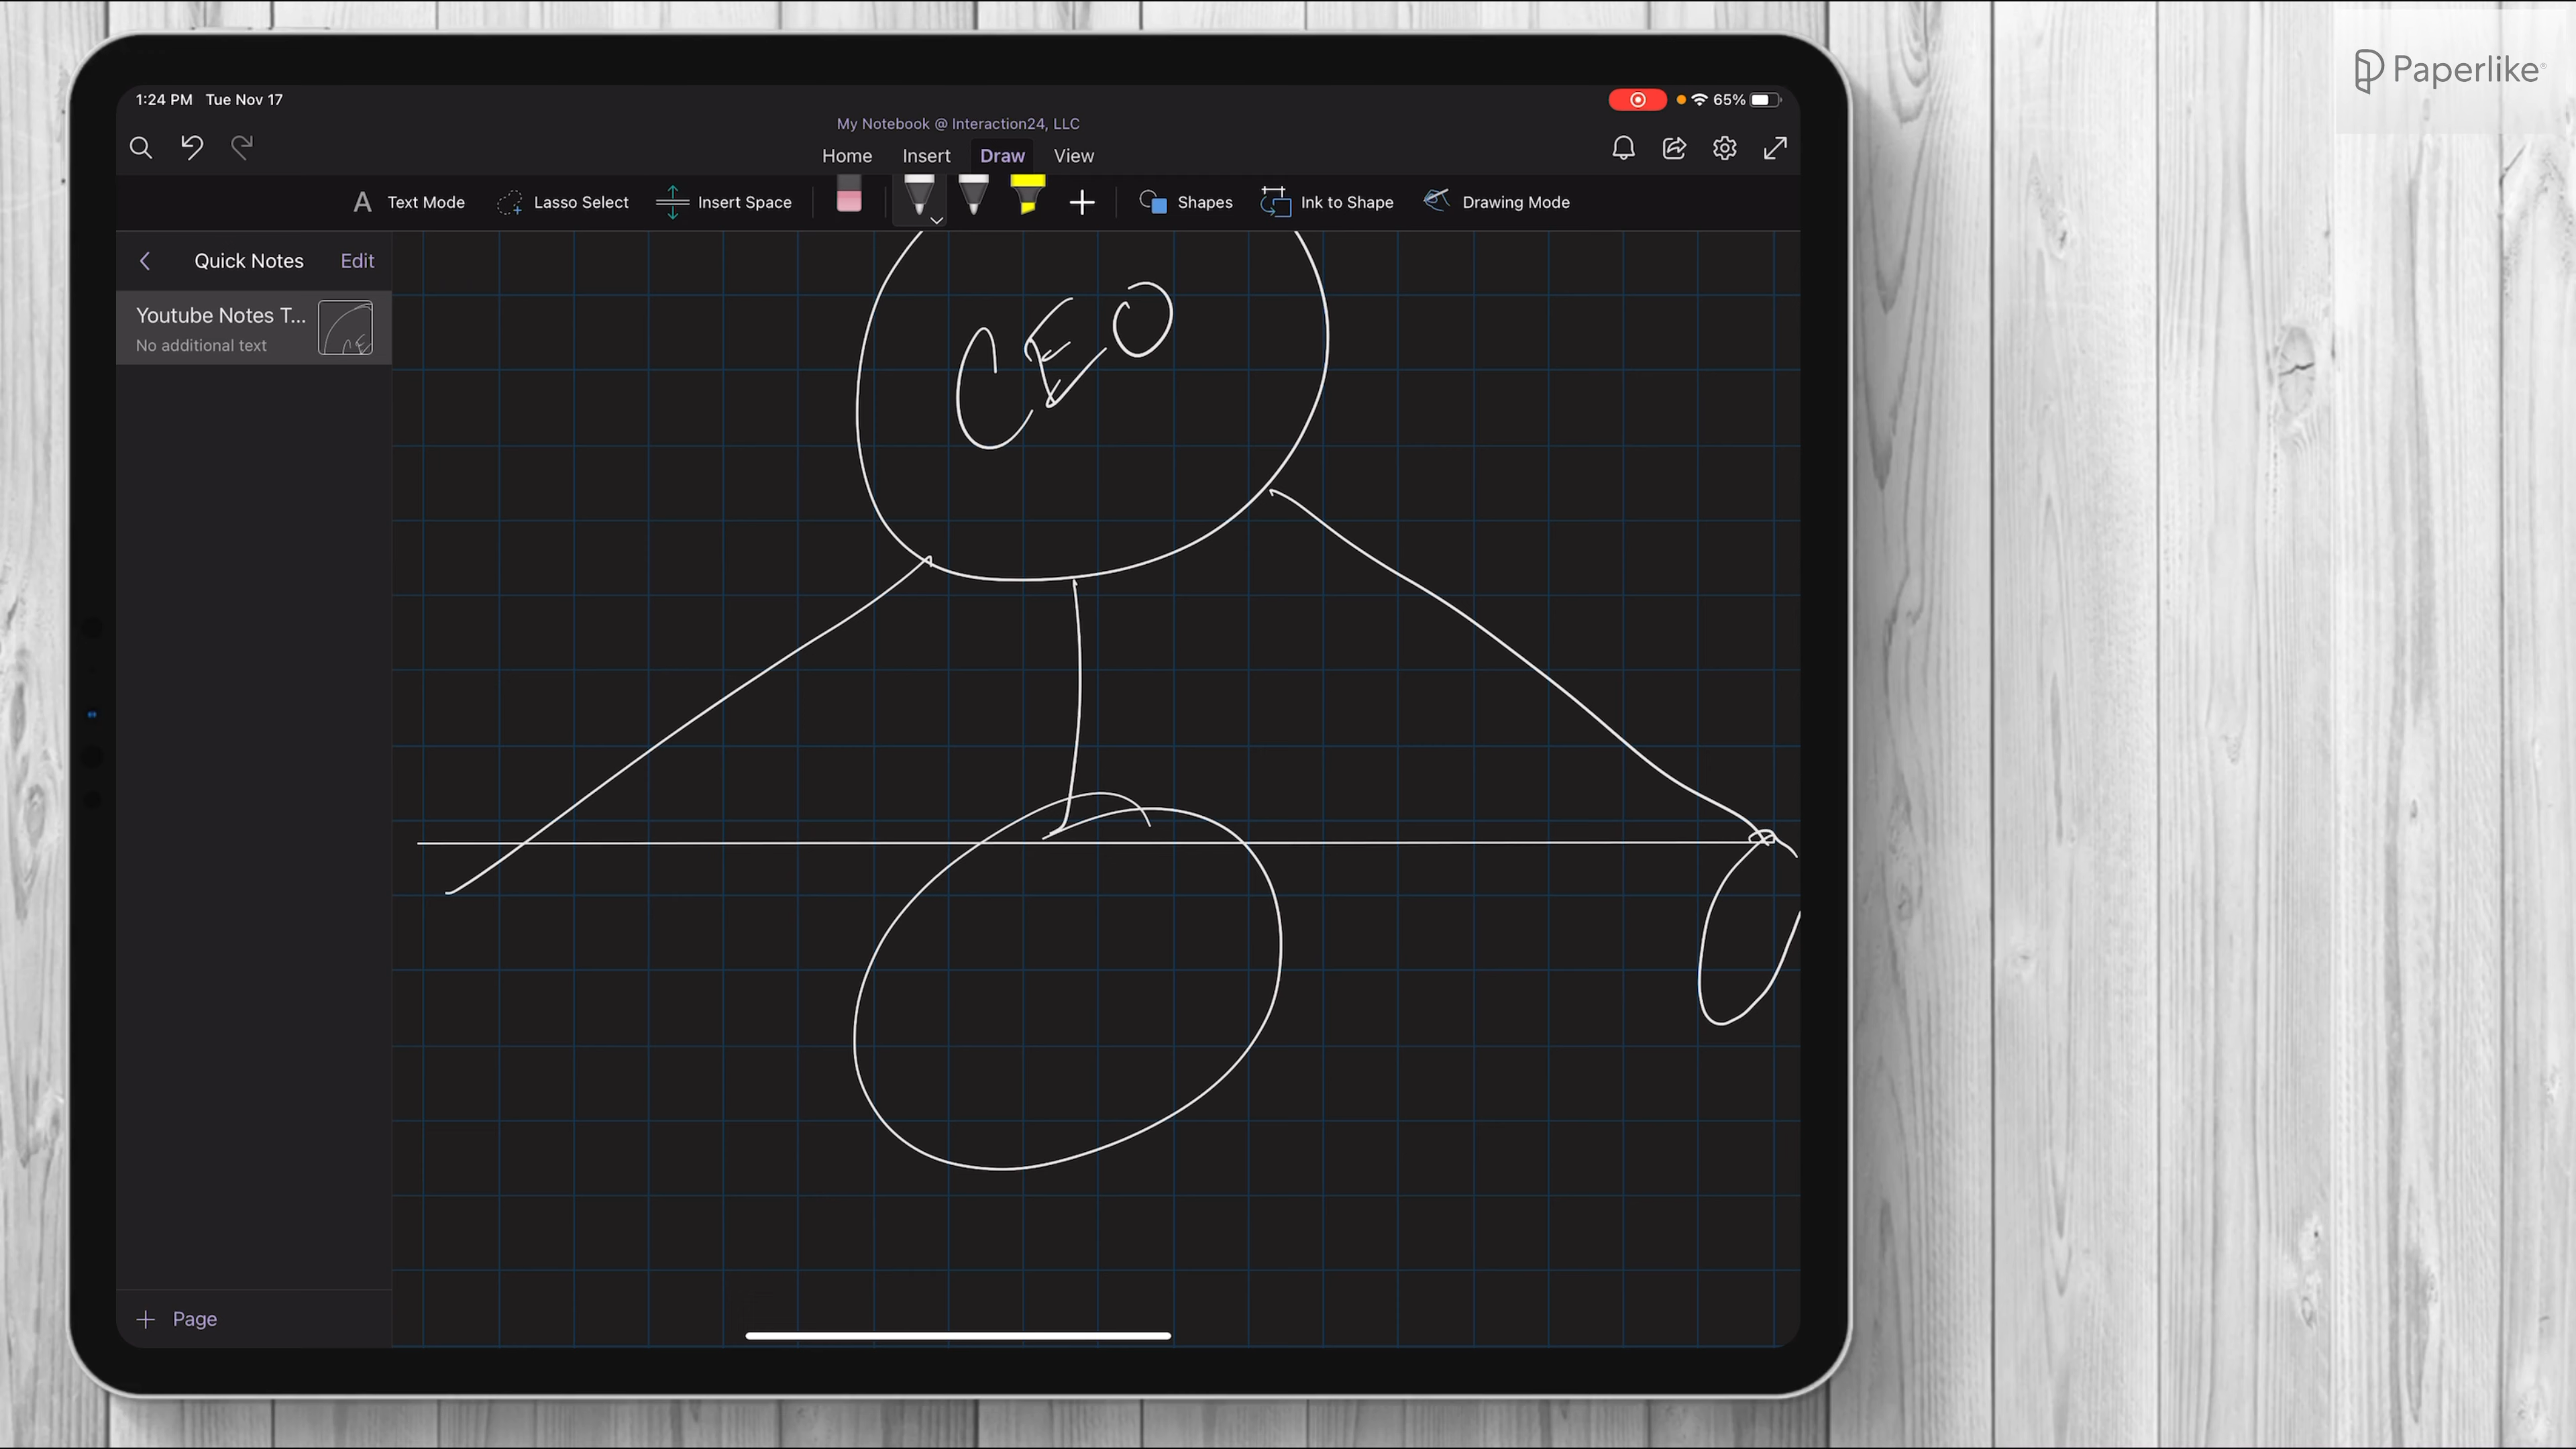 Paperlike
1:24 PM Tue Nov 17
65%
My Notebook @ Interaction24, LLC
Home Insert Draw View
A Text Mode Lasso Select Insert Space Shapes Ink to Shape Drawing Mode
Quick Notes Edit
Youtube Notes T...
No additional text
CEO
+ Page